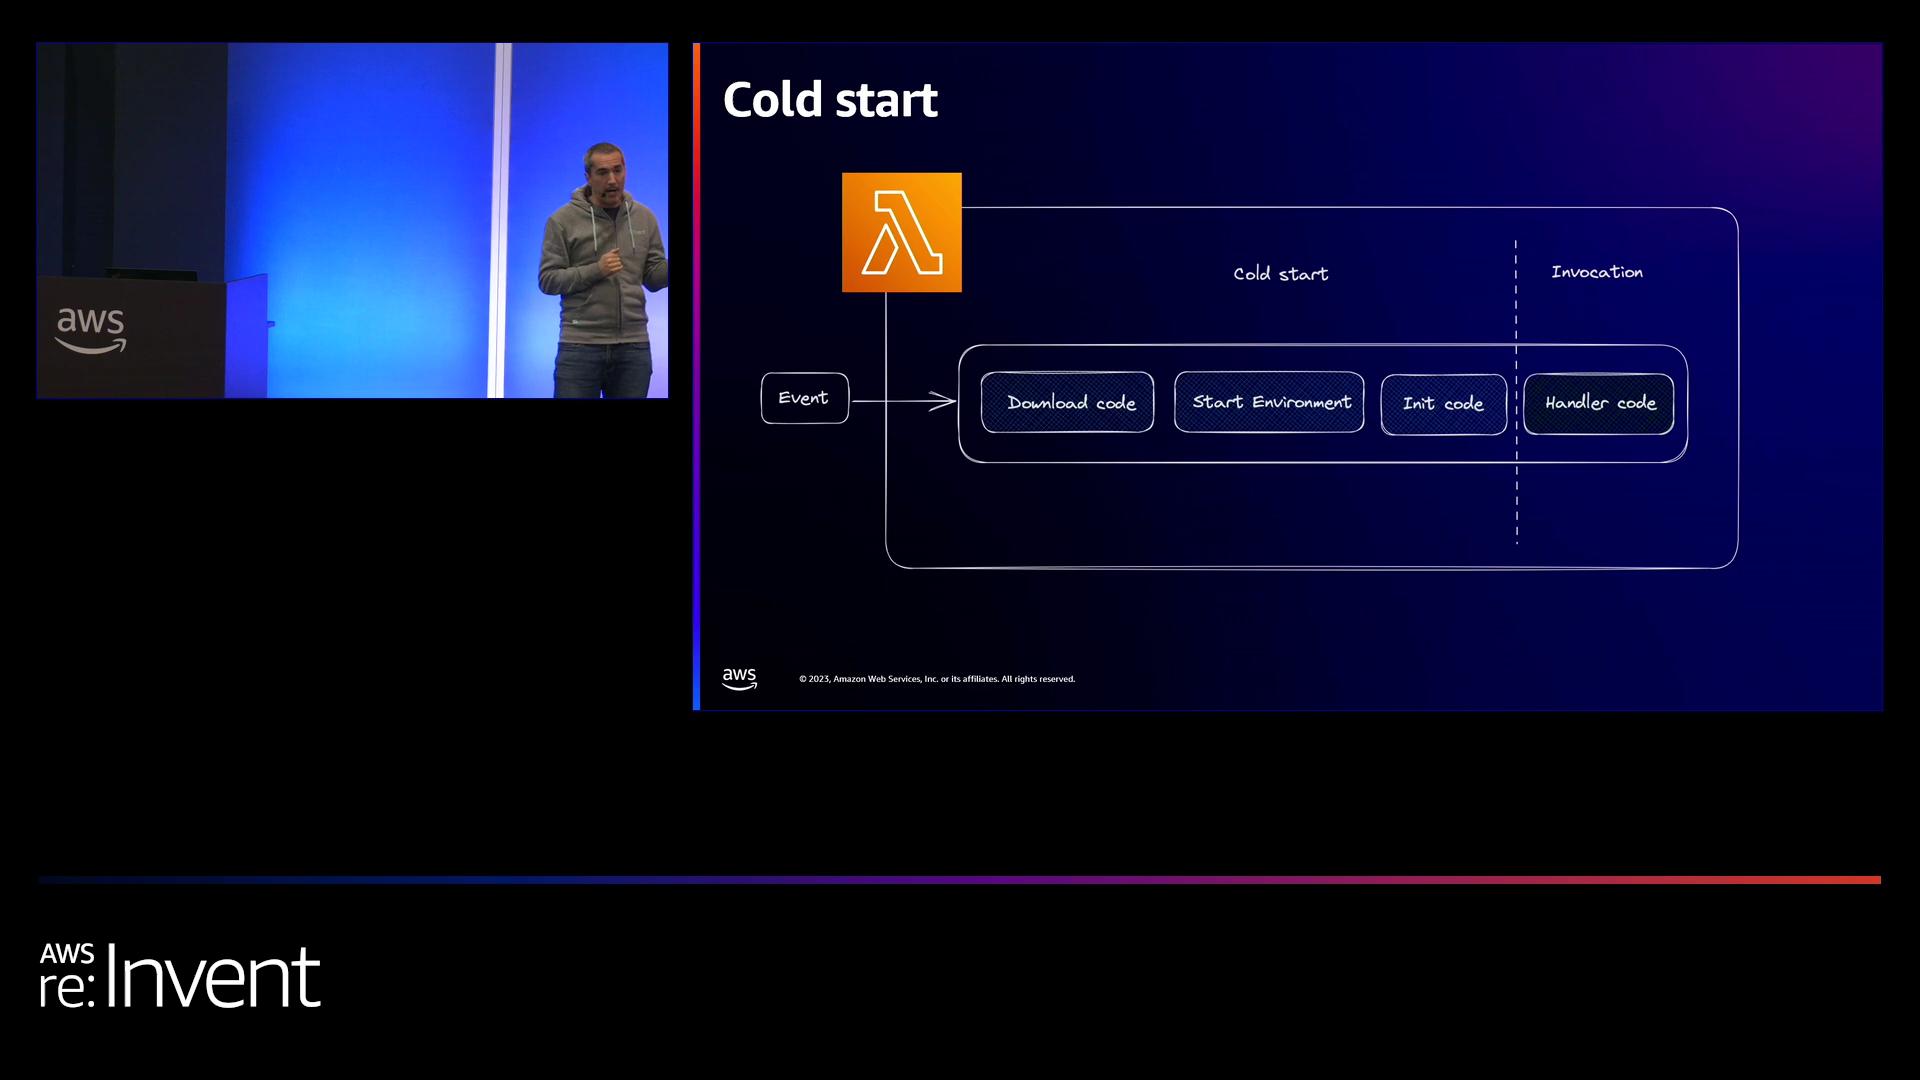 aws
Cold start
Cold start
Invocation
Event
Download code
Start Environment
Init code
Handler code
aws
© 2023, Amazon Web Services, Inc. or its affiliates. All rights reserved.
AWS
re:Invent